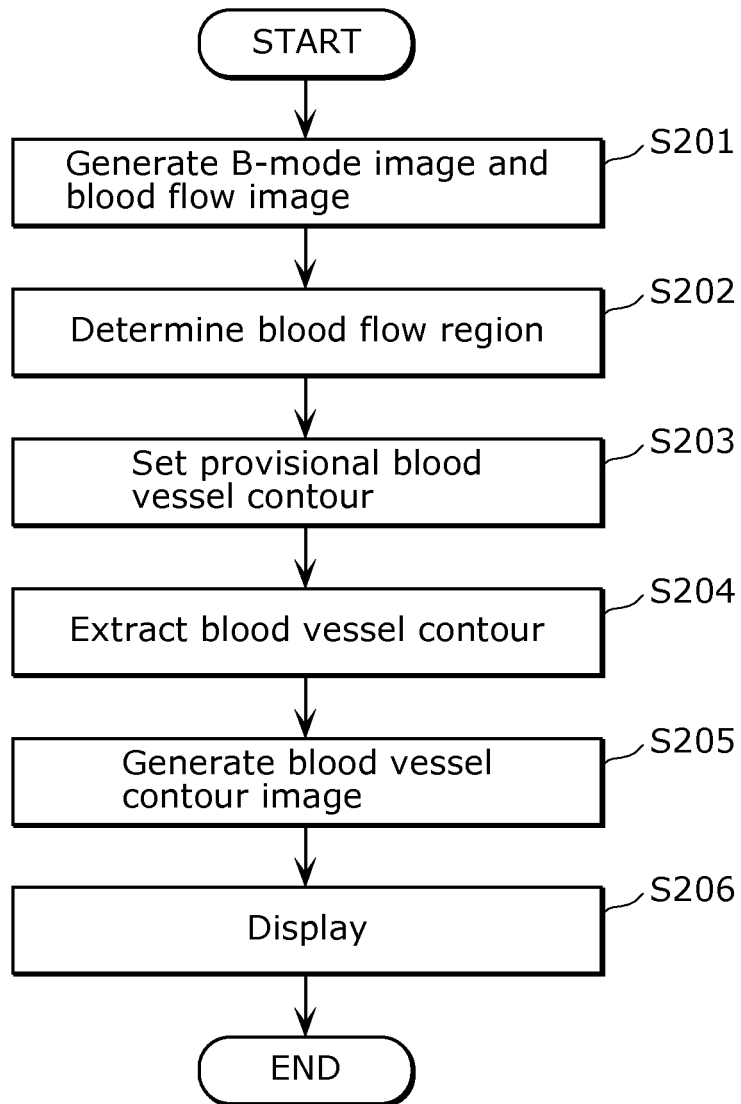 START
S201
Generate B-mode image and
blood flow image
S202
Determine blood flow region
S203
Set provisional blood
vessel contour
S204
Extract blood vessel contour
S205
Generate blood vessel
contour image
S206
Display
END